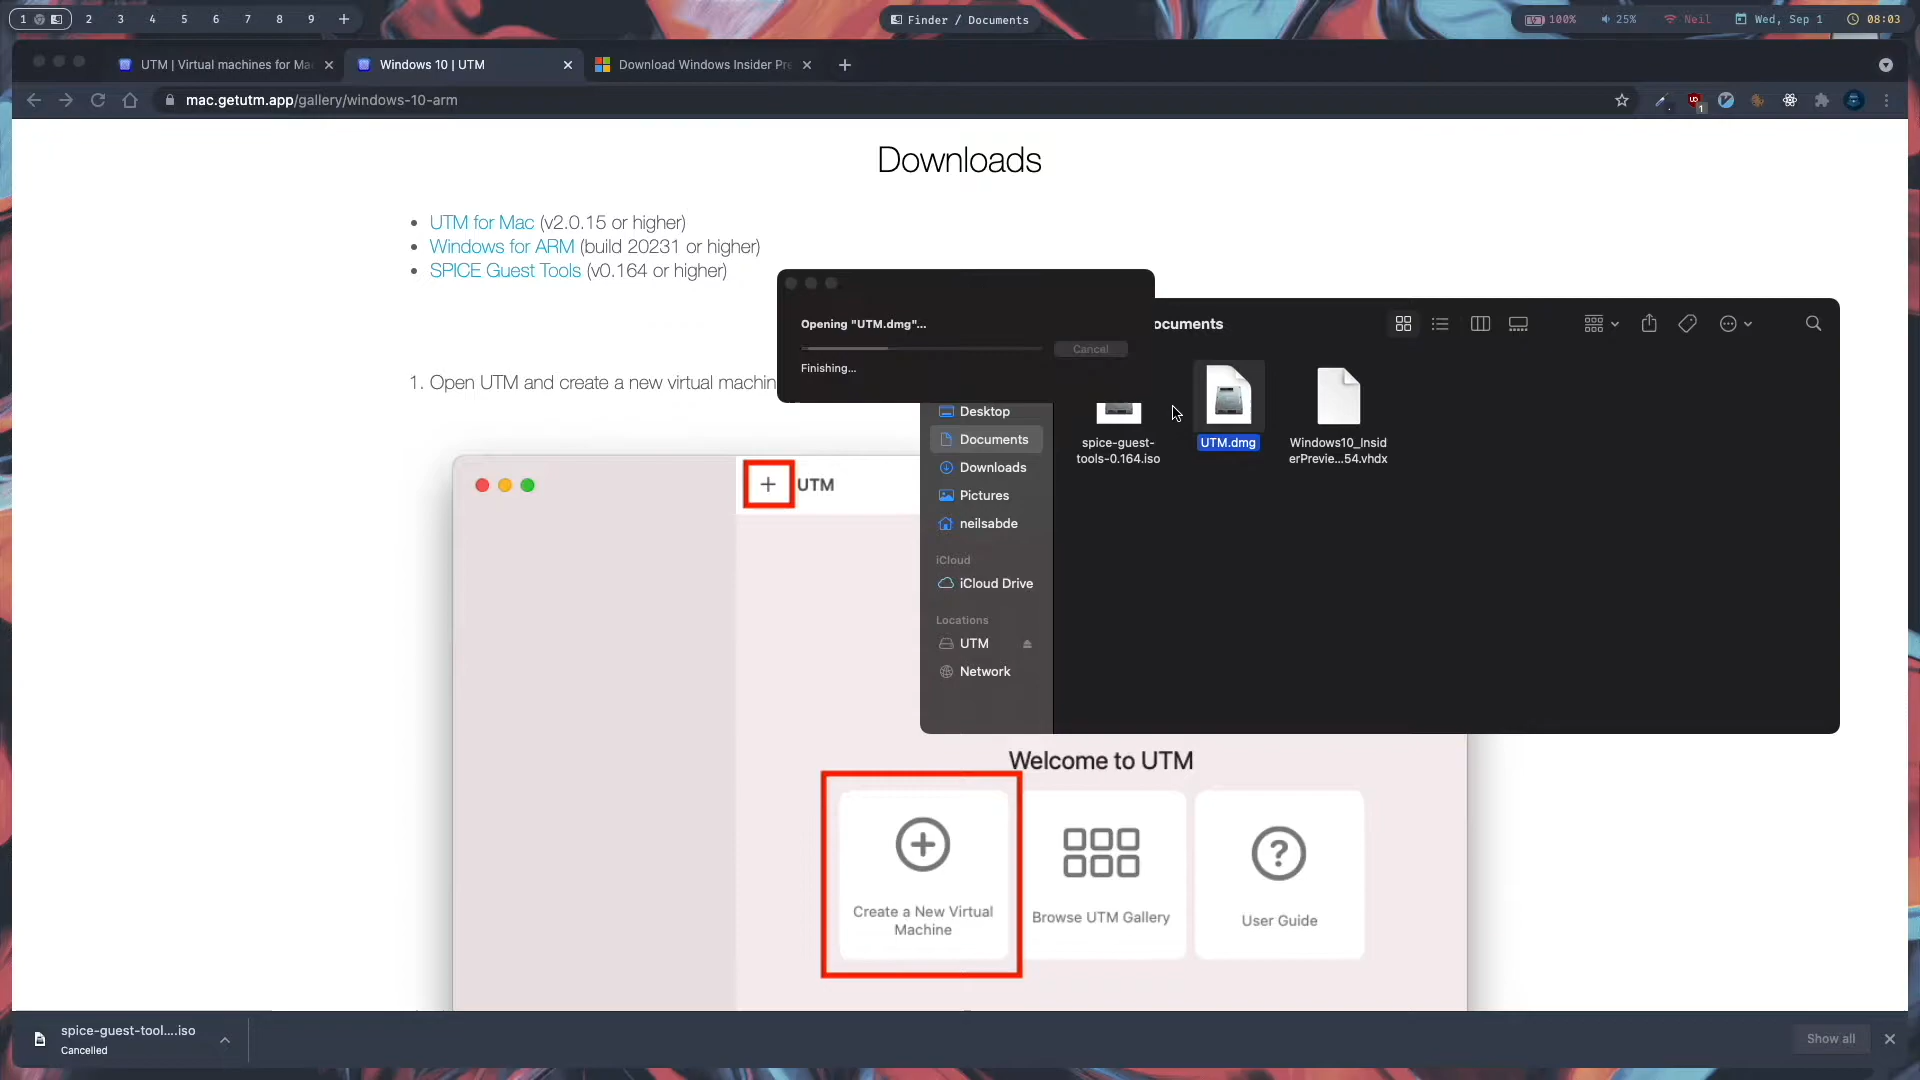 1
2
3
4
5
6
7
8
9
+
Finder / Documents
100%
25%
Neil
Wed, Sep 1
08:03
UTM | Virtual machines for Ma
Windows 10 | UTM
Download Windows Insider Pre
mac.getutm.app/gallery/windows-10-arm
1
Downloads
UTM for Mac (v2.0.15 or higher)
Windows for ARM (build 20231 or higher)
SPICE Guest Tools (v0.164 or higher)
1. Open UTM and create a new virtual machin
Opening "UTM.dmg"...
Cancel
Finishing...
ocuments
Desktop
Documents
Downloads
Pictures
neilsabde
iCloud
iCloud Drive
Locations
UTM
Network
spice-guest-
tools-0.164.iso
UTM.dmg
Windows10_Insid
erPrevie...54.vhdx
+ UTM
Welcome to UTM
Create a New Virtual
Machine
Browse UTM Gallery
User Guide
spice-guest-tool....iso
Cancelled
Show all